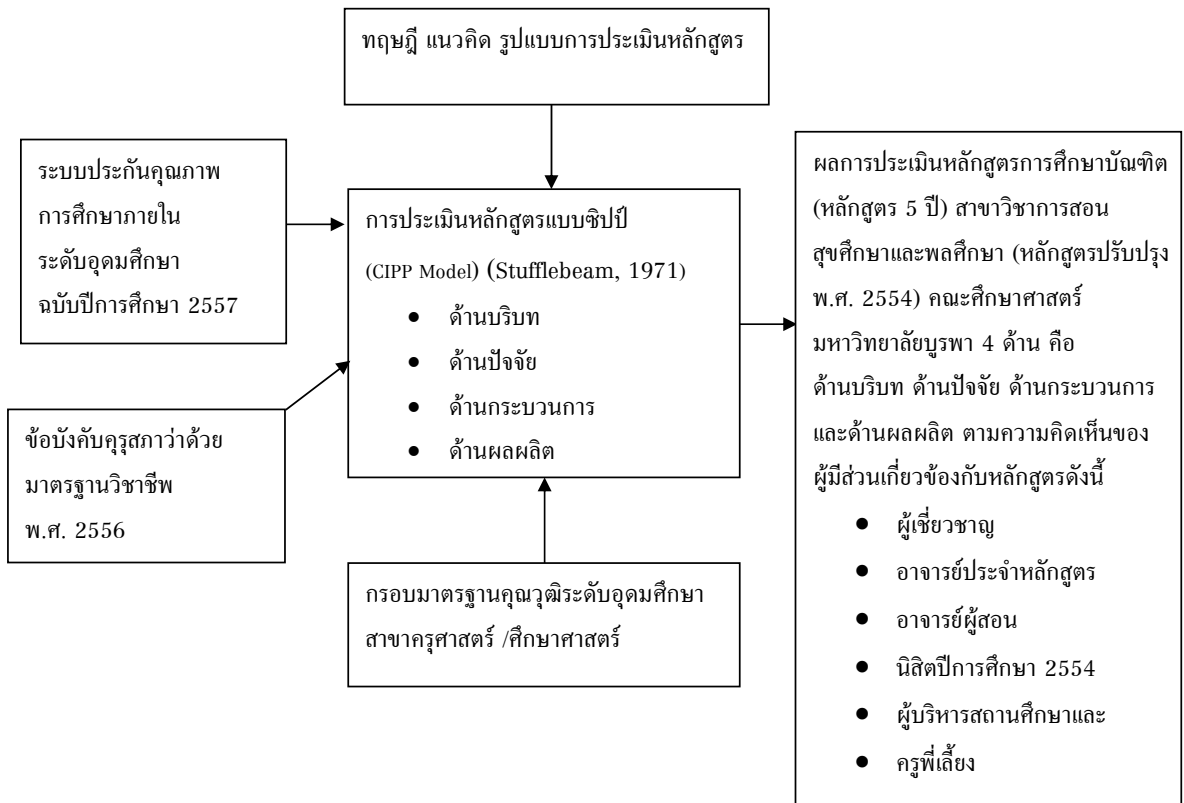 ทฤษฎี แนวคิด รูปแบบการประเมินหลักสูตร
ระบบประกันคุณภาพ
การศึกษาภายใน
ระดับอุดมศึกษา
ฉบับปีการศึกษา 2557
ข้อบังคับคุรุสภาว่าด้วย
มาตรฐานวิชาชีพ
พ.ศ. 2556
การประเมินหลักสูตรแบบซิปป์
(CIPP Model) (Stufflebeam, 1971)
• ด้านบริบท
• ด้านปัจจัย
• ด้านกระบวนการ
• ด้านผลผลิต
กรอบมาตรฐานคุณวุฒิระดับอุดมศึกษา
สาขาครุศาสตร์ /ศึกษาศาสตร์
ผลการประเมินหลักสูตรการศึกษาบัณฑิต
(หลักสูตร 5 ปี) สาขาวิชาการสอน
สุขศึกษาและพลศึกษา (หลักสูตรปรับปรุง
พ.ศ. 2554) คณะศึกษาศาสตร์
มหาวิทยาลัยบูรพา 4 ด้าน คือ
ด้านบริบท ด้านปัจจัย ด้านกระบวนการ
และด้านผลผลิต ตามความคิดเห็นของ
ผู้มีส่วนเกี่ยวข้องกับหลักสูตรดังนี้
• ผู้เชี่ยวชาญ
• อาจารย์ประจำหลักสูตร
• อาจารย์ผู้สอน
• นิสิตปีการศึกษา 2554
• ผู้บริหารสถานศึกษาและ
• ครูพี่เลี้ยง